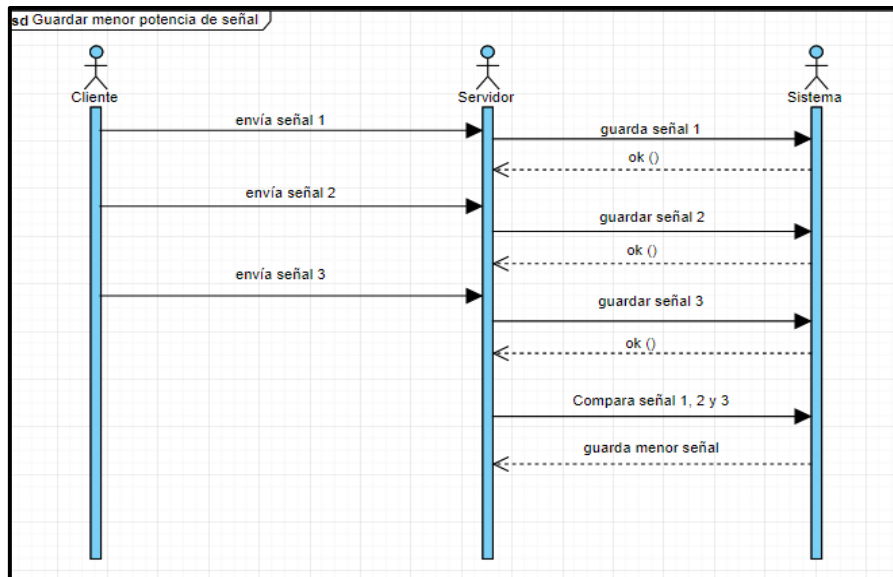 sd Guardar menor potencia de señal
Cliente
Servidor
Sistema
envía señal 1
guarda señal 1
ok ()
envía señal 2
guardar señal 2
ok ()
envía señal 3
guardar señal 3
ok ()
Compara señal 1, 2 y 3
guarda menor señal